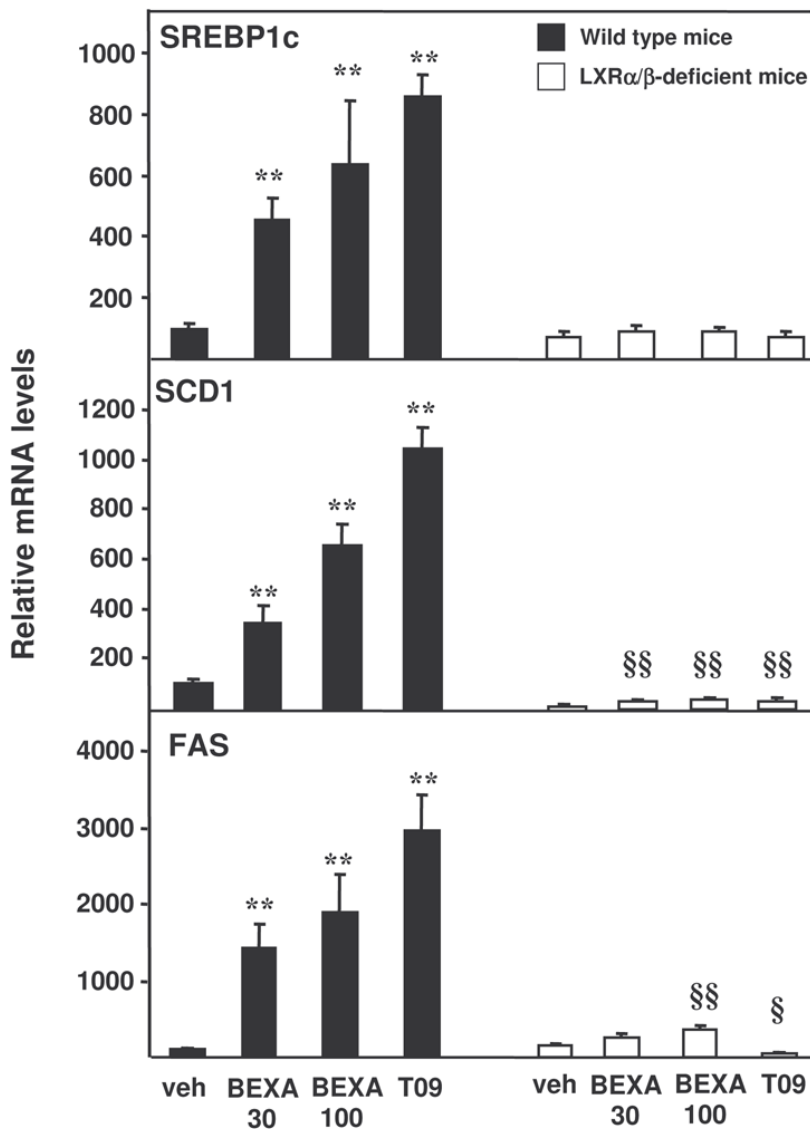 SREBP1c
Wild type mice
LXRα/β-deficient mice
1000
800
600
400
200
** ** **
SCD1
1200
1000
800
600
400
200
** ** **
§§ §§ §§
FAS
4000
3000
2000
1000
** ** **
§§ §
Relative mRNA levels
veh BEXA BEXA T09 veh BEXA BEXA T09
30 100 30 100